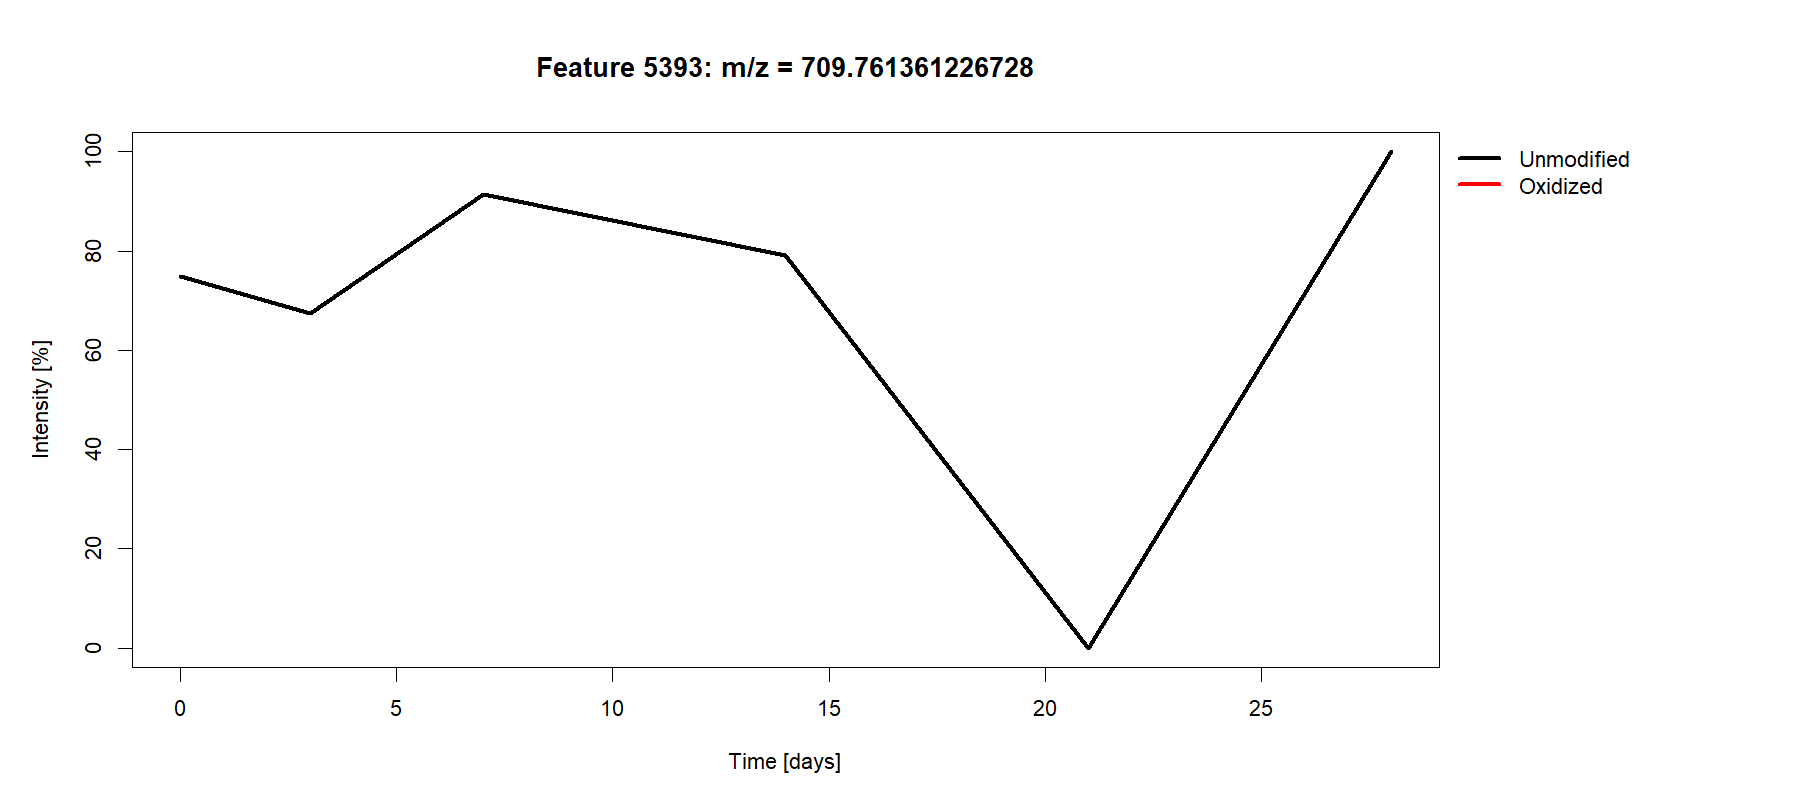 Feature 5393: m/z = 709.761361226728
Unmodified
Oxidized
Intensity [%]
100
80
60
40
20
0
0 5 10 15 20 25
Time [days]